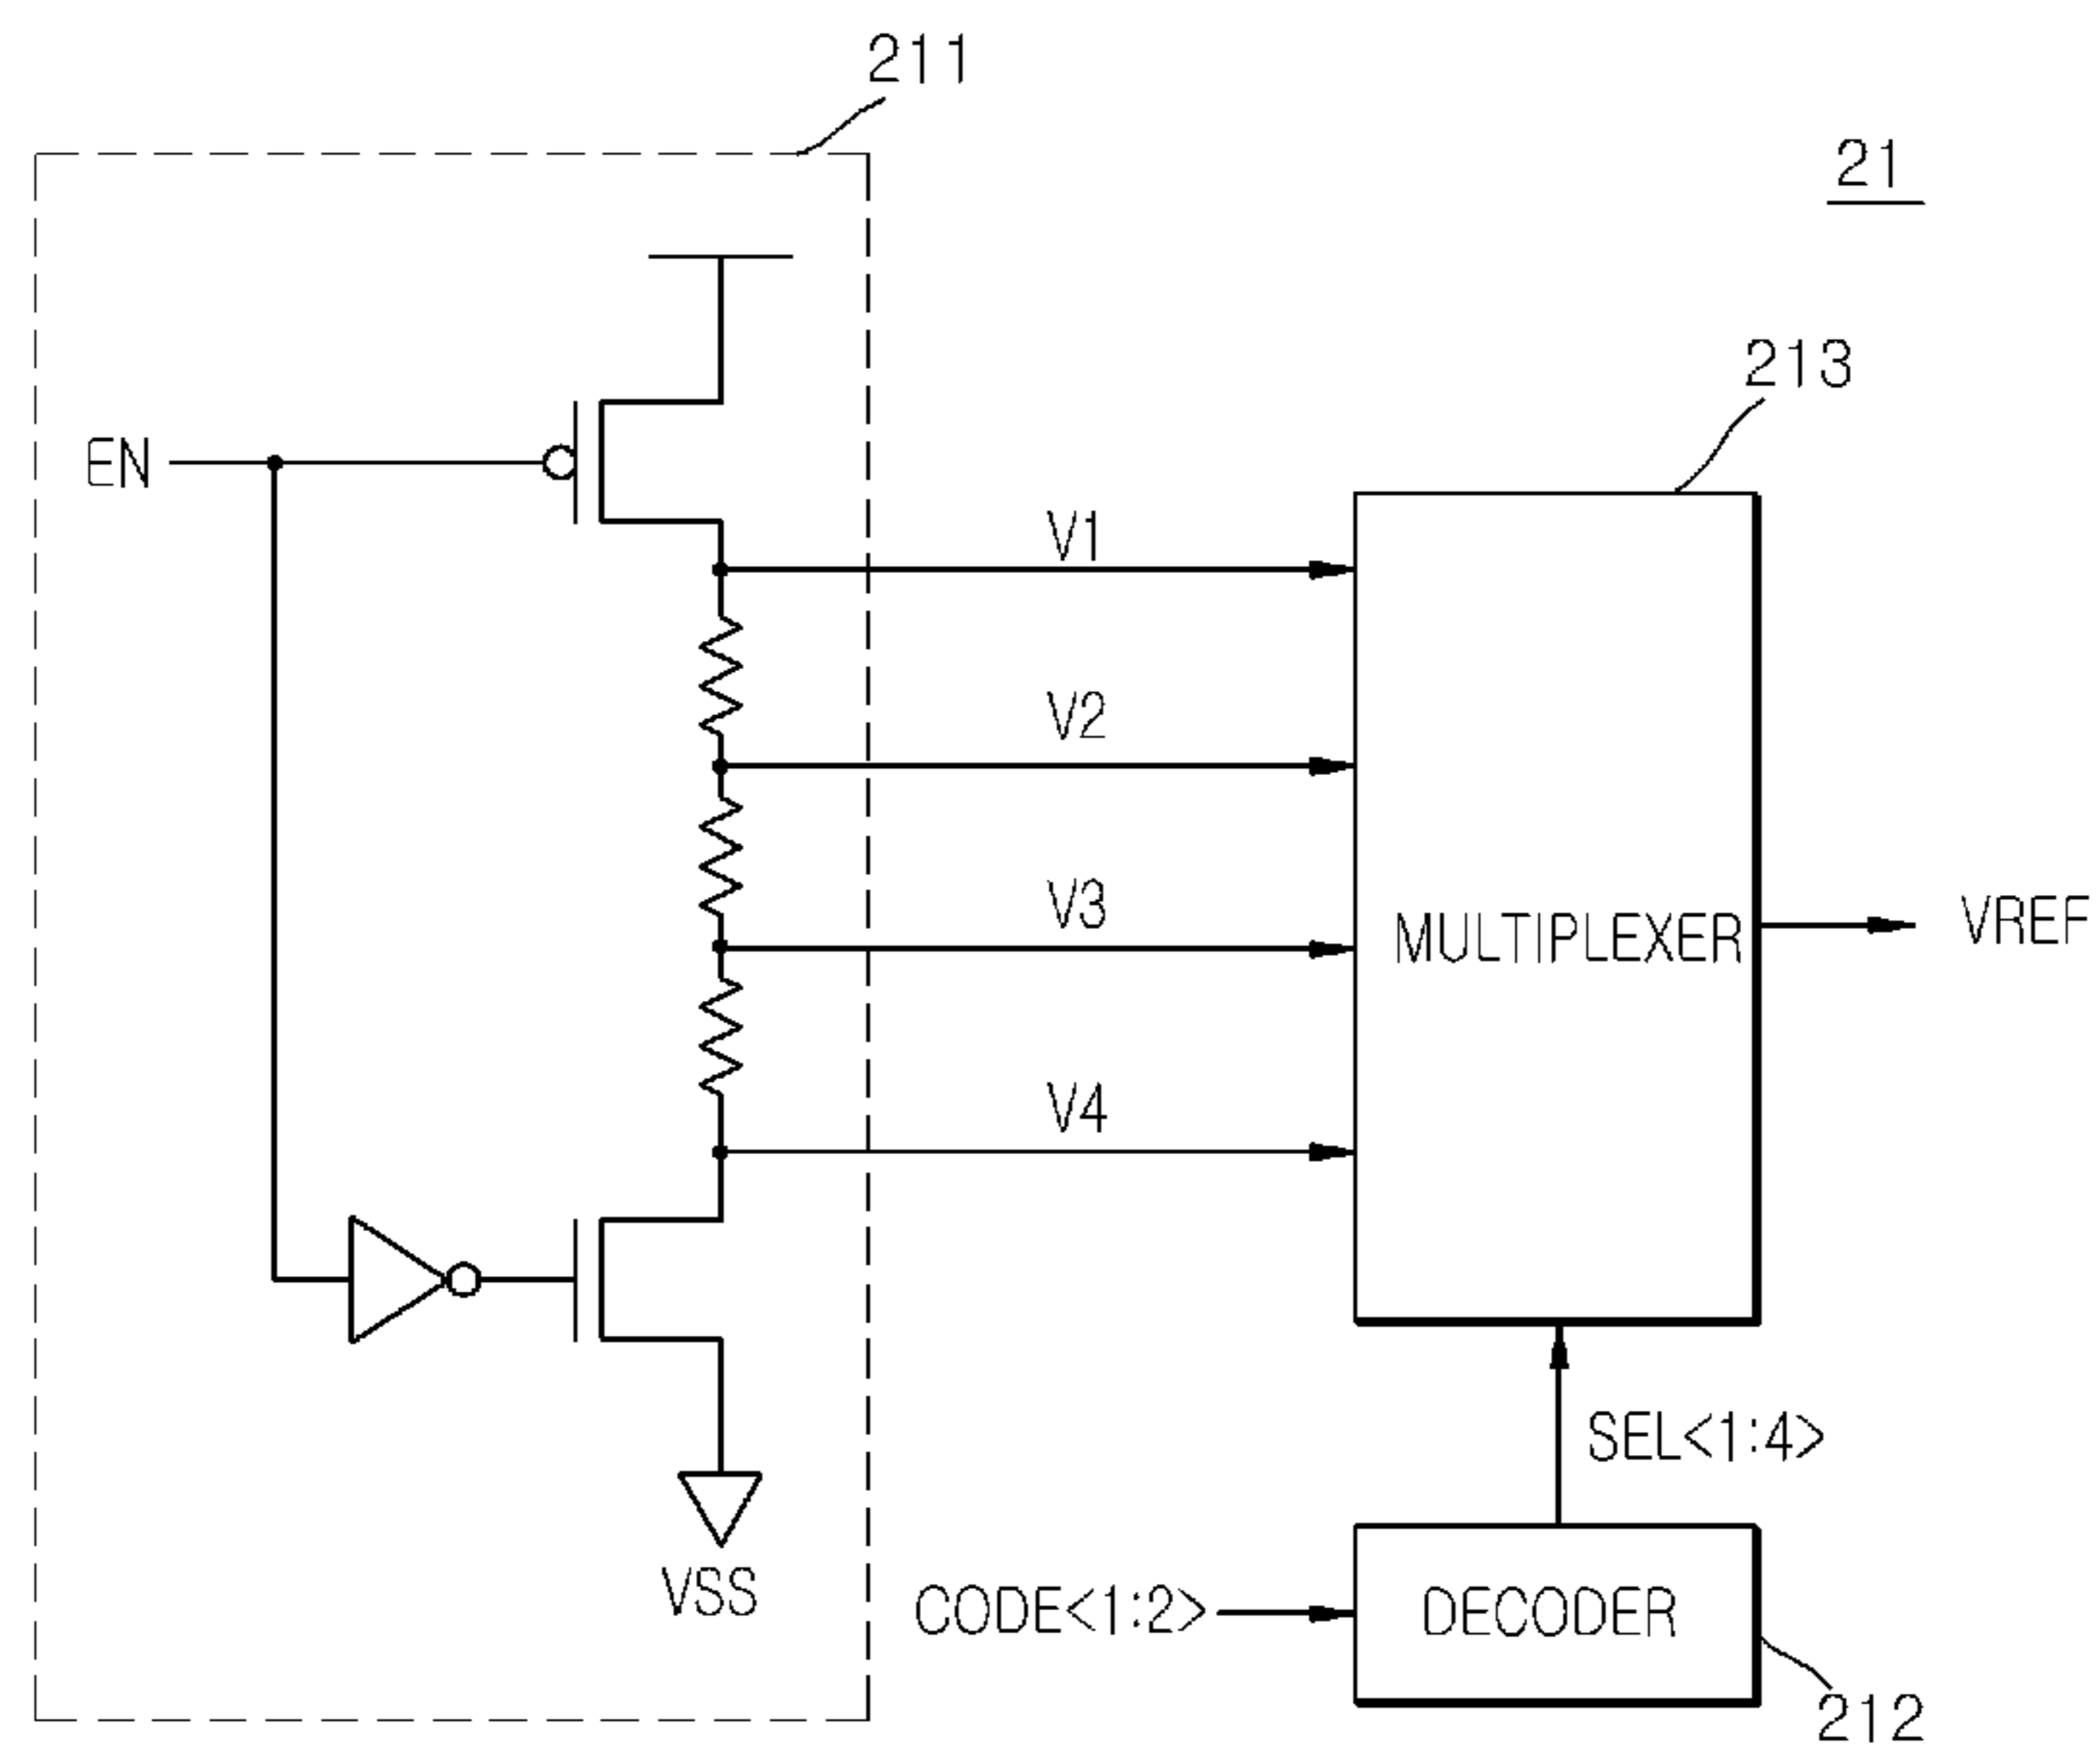 211
21
213
EN
V1
V2
V3
MULTIPLEXER
VREF
V4
SEL<1:4>
VSS
CODE<1:2>
DECODER
212